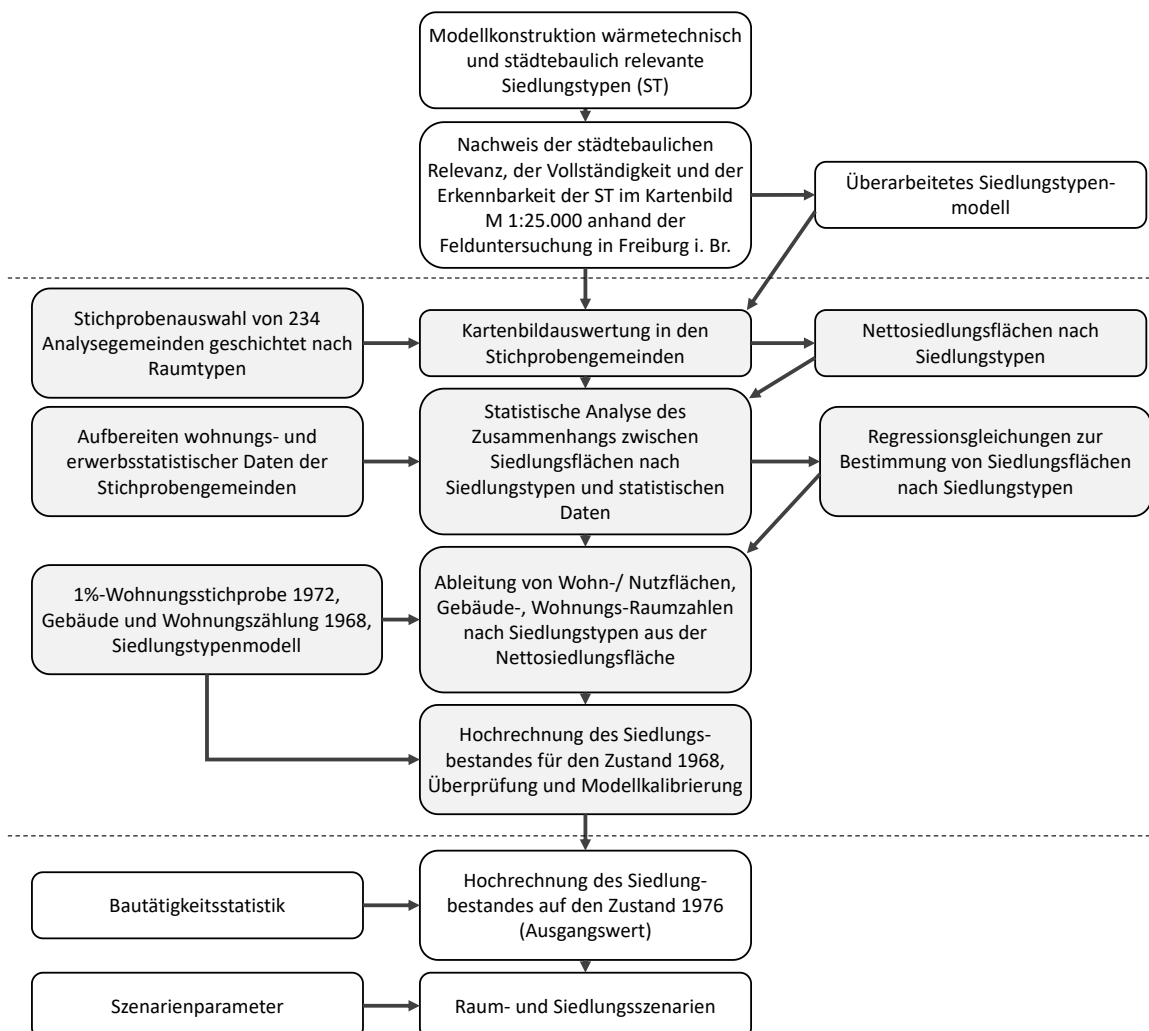 Modellkonstruktion wärmetechnisch
und städtebaulich relevante
Siedlungstypen (ST)
Nachweis der städtebaulichen
Relevanz, der Vollständigkeit und der
Erkennbarkeit der ST im Kartenbild
M 1:25.000 anhand der
Felduntersuchung in Freiburg i. Br.
Überarbeitetes Siedlungstypen-
modell
Stichprobenauswahl von 234
Analysegemeinden geschichtet nach
Raumtypen
Kartenbildauswertung in den
Stichprobengemeinden
Nettosiedlungsflächen nach
Siedlungstypen
Aufbereiten wohnungs- und
erwerbsstatistischer Daten der
Stichprobengemeinden
Statistische Analyse des
Zusammenhangs zwischen
Siedlungsflächen nach
Siedlungstypen und statistischen
Daten
Regressionsgleichungen zur
Bestimmung von Siedlungsflächen
nach Siedlungstypen
1%-Wohnungsstichprobe 1972,
Gebäude und Wohnungszählung 1968,
Siedlungstypenmodell
Ableitung von Wohn-/ Nutzflächen,
Gebäude-, Wohnungs-Raumzahlen
nach Siedlungstypen aus der
Nettosiedlungsfläche
Hochrechnung des Siedlungs-
bestandes für den Zustand 1968,
Überprüfung und Modellkalibrierung
Bautätigkeitsstatistik
Hochrechnung des Siedlung-
bestandes auf den Zustand 1976
(Ausgangswert)
Szenarienparameter
Raum- und Siedlungsszenarien